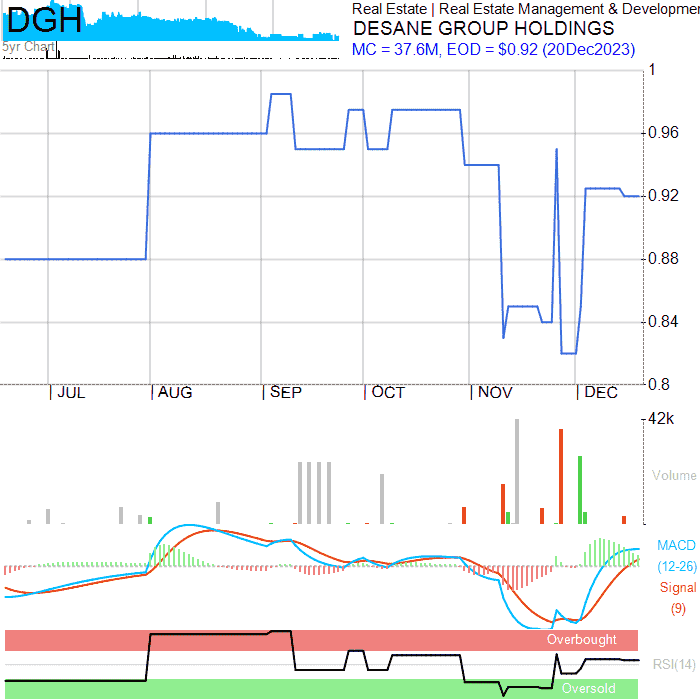 DGH
5yr Chart
Real Estate | Real Estate Management & Developmen
DESANE GROUP HOLDINGS
MC = 37.6M, EOD = $0.92 (20Dec2023)
1
0.96
0.92
0.88
0.84
0.8
JUL AUG SEP OCT NOV DEC
42k
Volume
MACD
(12-26)
Signal
(9)
Overbought
RSI(14)
Oversold